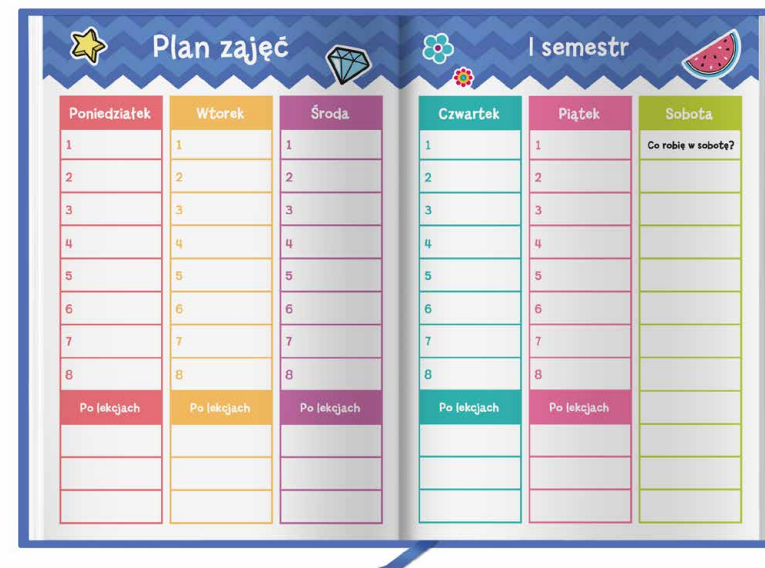 Plan zajęć
I semestr
Poniedziałek
1
2
3
4
5
6
7
8
Po lekcjach
Wtorek
1
2
3
4
5
6
7
8
Po lekcjach
Środa
1
2
3
4
5
6
7
8
Po lekcjach
Czwartek
1
2
3
4
5
6
7
8
Po lekcjach
Piątek
1
2
3
4
5
6
7
8
Po lekcjach
Sobota
Co robię w sobotę?